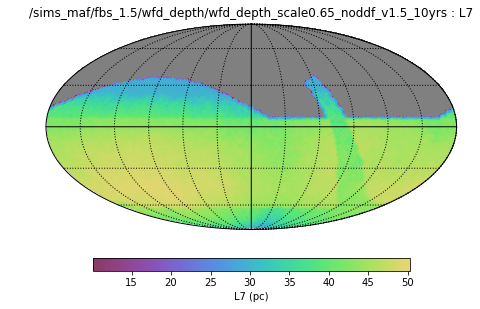 /sims_maf/fbs_1.5/wfd_depth/wfd_depth_scale0.65_noddf_v1.5_10yrs : L7
15 20 25 30 35 40 45 50
L7 (pc)